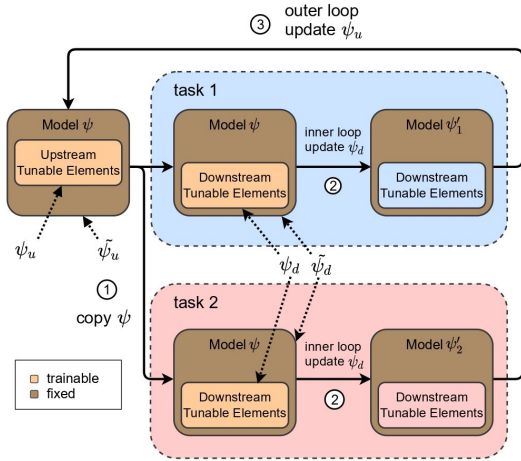 ③ outer loop
update ψ_u
task 1
Model ψ
Upstream
Tunable Elements
Model ψ
Downstream
Tunable Elements
inner loop
update ψ_d
②
Model ψ′_1
Downstream
Tunable Elements
ψ_u
ψ̃_u
①
copy ψ
ψ_d
ψ̃_d
task 2
Model ψ
Downstream
Tunable Elements
inner loop
update ψ_d
②
Model ψ′_2
Downstream
Tunable Elements
trainable
fixed